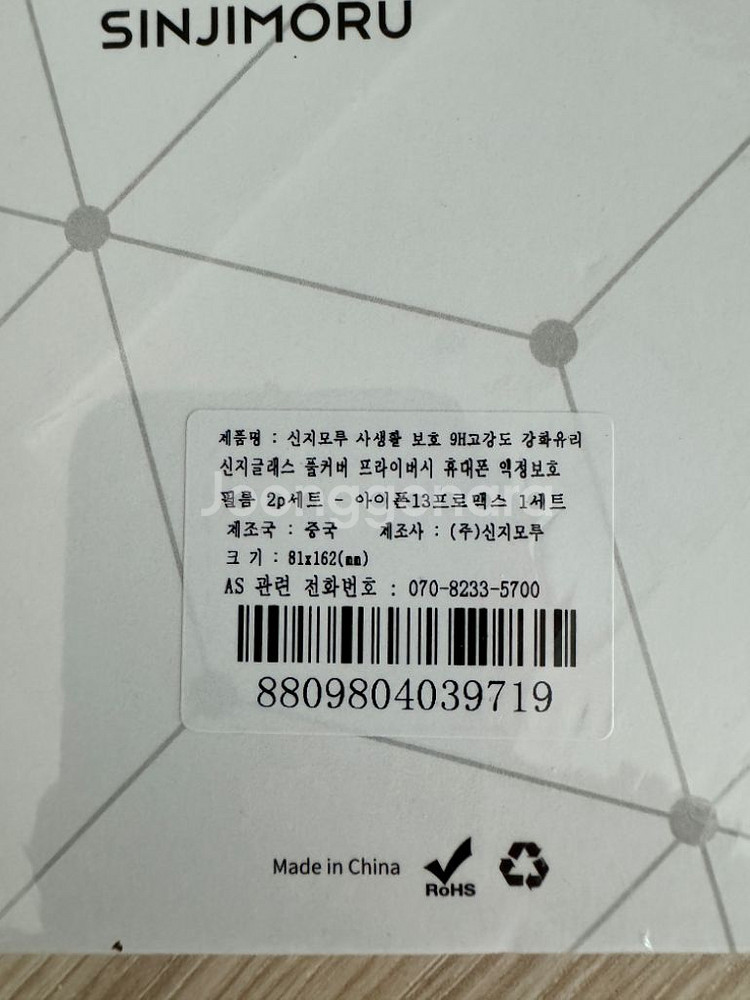 SINJIMORU
제품명 : 신지모루 사생활 보호 9H고강도 강화유리
신지글래스 풀커버 프라이버시 휴대폰 액정보호
필름 2p세트 - 아이폰13프로맥스 1세트
제조국 : 중국 제조사 : (주)신지모루
크 기 : 81x162(mm)
AS 관련 전화번호 : 070-8233-5700
8809804039719
Made in China
RoHS